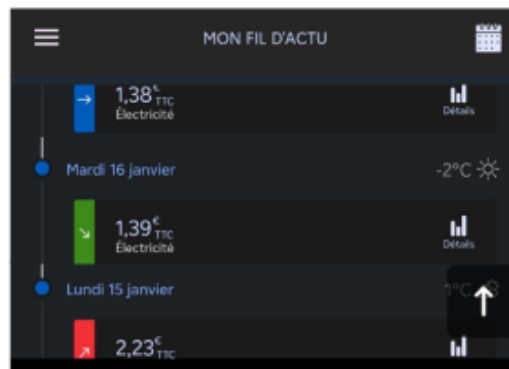 MON FIL D'ACTU
1,38€ TTC
Électricité
Détails
Mardi 16 janvier
-2°C
1,39€ TTC
Électricité
Détails
Lundi 15 janvier
1°C
2,23€ TTC